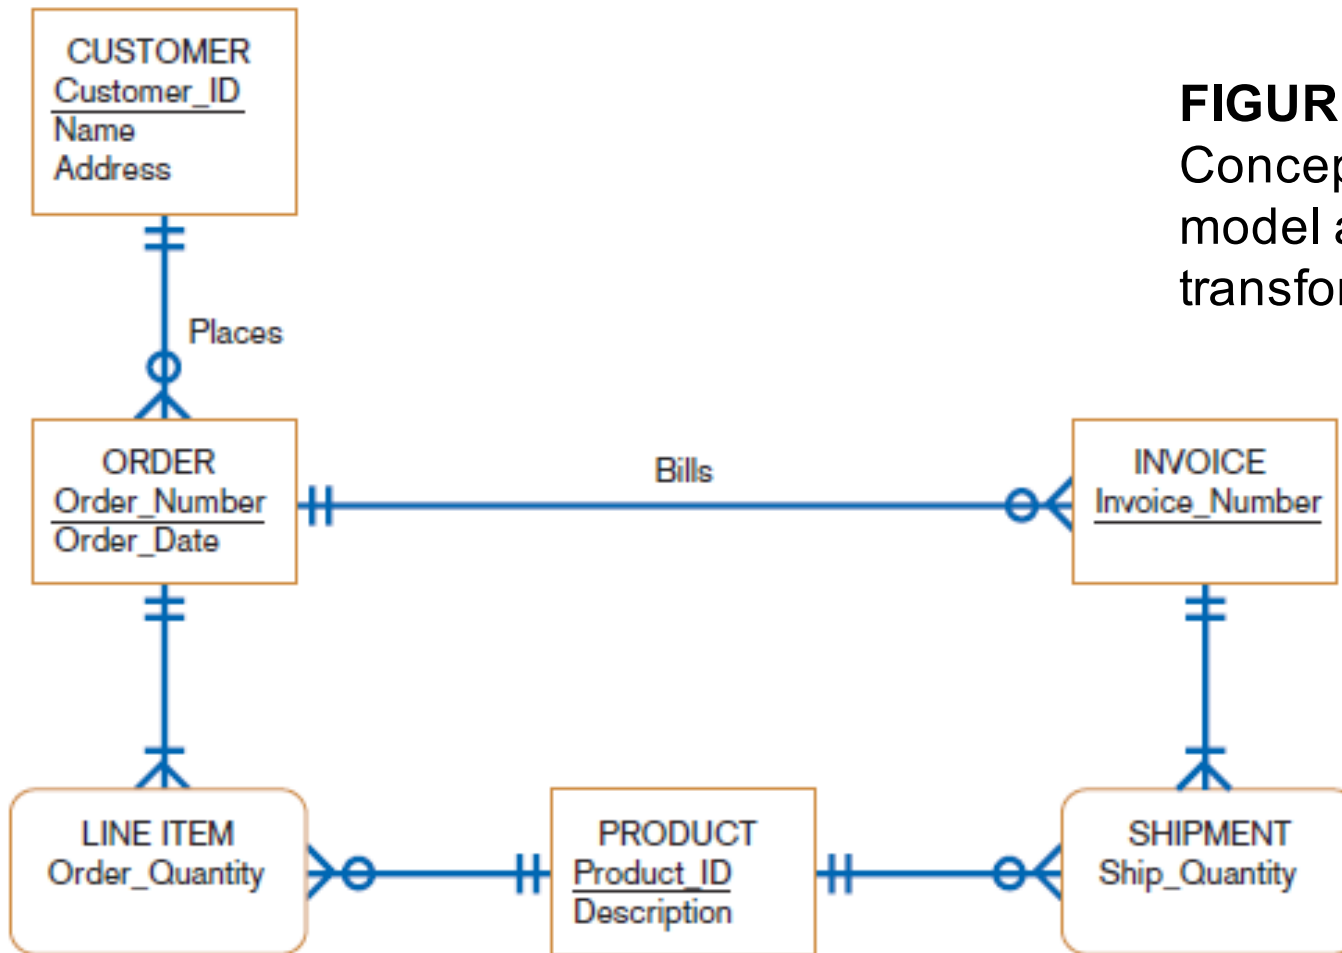 CUSTOMER
Customer_ID
Name
Address
FIGUR
Concep
model a
transfor
Places
ORDER
Order_Number
Order_Date
Bills
INVOICE
Invoice_Number
LINE ITEM
Order_Quantity
PRODUCT
Product_ID
Description
SHIPMENT
Ship_Quantity